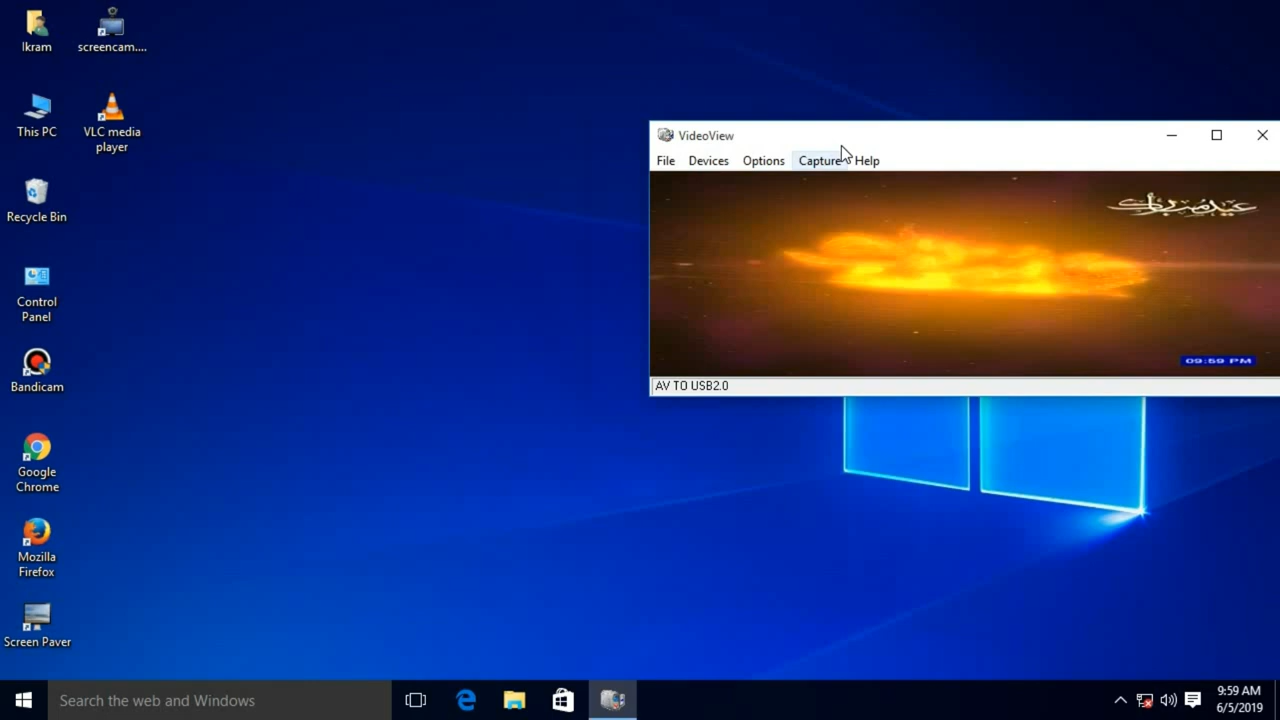 Ikram
screencam....
This PC
VLC media
player
Recycle Bin
Control
Panel
Bandicam
Google
Chrome
Mozilla
Firefox
Screen Paver
VideoView
File Devices Options Capture Help
عید مبارک
09:59 PM
AV TO USB2.0
Search the web and Windows
9:59 AM
6/5/2019